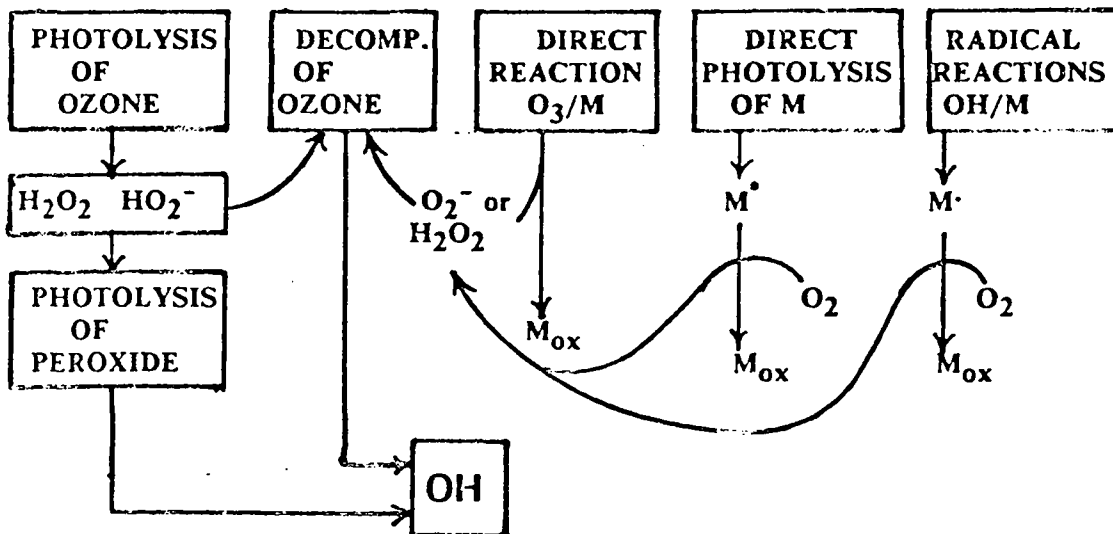 PHOTOLYSIS
OF
OZONE
DECOMP.
OF
OZONE
DIRECT
REACTION
O₃/M
DIRECT
PHOTOLYSIS
OF M
RADICAL
REACTIONS
OH/M
H₂O₂ HO₂⁻
O₂⁻ or
H₂O₂
M*
M·
PHOTOLYSIS
OF
PEROXIDE
Mox
O₂
Mox
O₂
Mox
OH